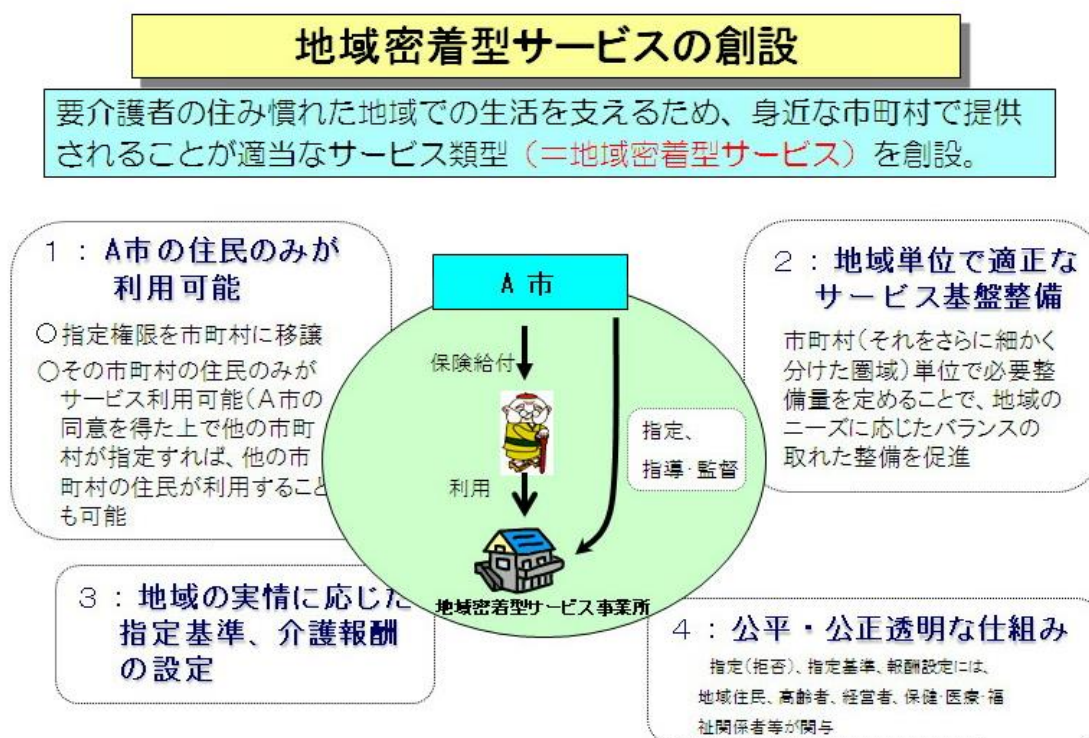 地域密着型サービスの創設
要介護者の住み慣れた地域での生活を支えるため、身近な市町村で提供
されることが適当なサービス類型（＝地域密着型サービス）を創設。
1：A市の住民のみが
利用可能
○指定権限を市町村に移譲
○その市町村の住民のみが
サービス利用可能（A市の
同意を得た上で他の市町
村が指定すれば、他の市
町村の住民が利用すること
も可能
A市
保険給付
利用
指定、
指導・監督
地域密着型サービス事業所
2：地域単位で適正な
サービス基盤整備
市町村（それをさらに細かく
分けた圏域）単位で必要整
備量を定めることで、地域の
ニーズに応じたバランスの
取れた整備を促進
3：地域の実情に応じた
指定基準、介護報酬
の設定
4：公平・公正透明な仕組み
指定（拒否）、指定基準、報酬設定には、
地域住民、高齢者、経営者、保健・医療・福
祉関係者等が関与